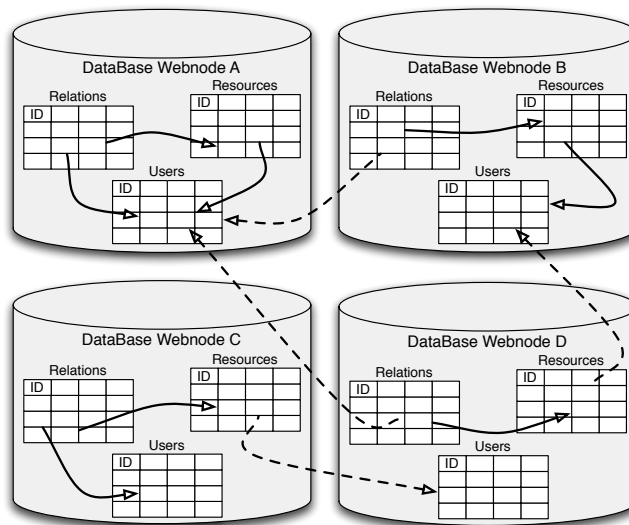 DataBase Webnode A
Relations
Resources
ID
ID
Users
ID
DataBase Webnode B
Relations
Resources
ID
ID
Users
ID
DataBase Webnode C
Relations
Resources
ID
ID
Users
ID
DataBase Webnode D
Relations
Resources
ID
ID
Users
ID